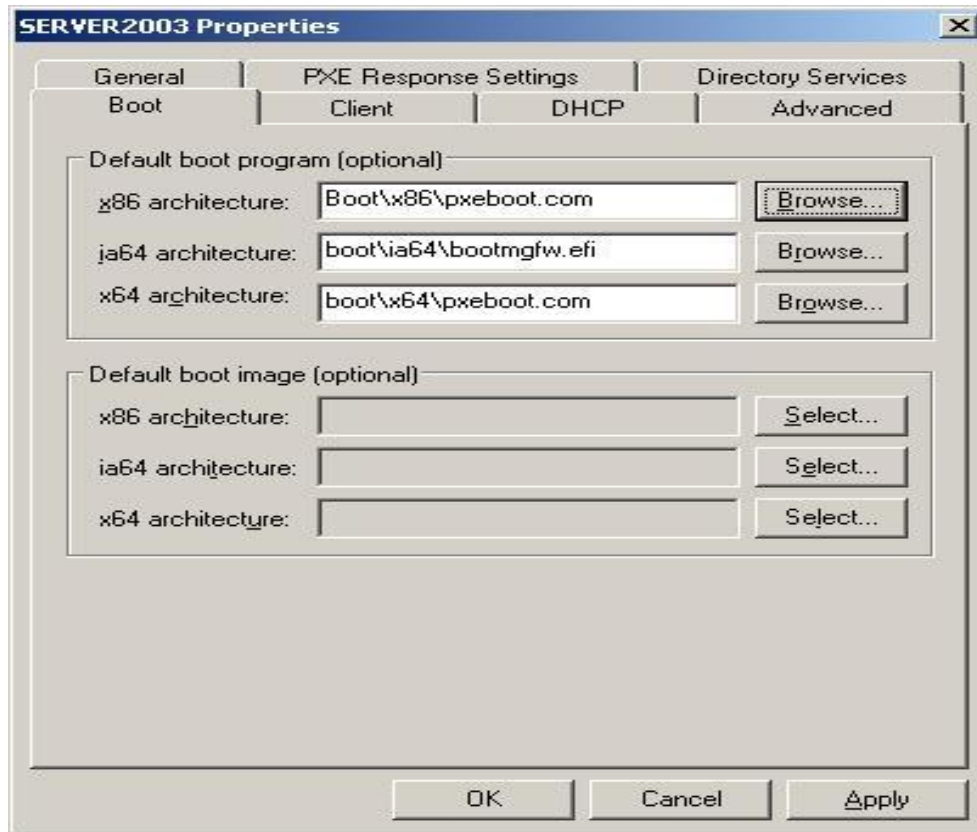 SERVER2003 Properties
General PXE Response Settings Directory Services
Boot Client DHCP Advanced
Default boot program (optional)
x86 architecture: Boot\x86\pxeboot.com Browse...
ia64 architecture: boot\ia64\bootmgfw.efi Browse...
x64 architecture: boot\x64\pxeboot.com Browse...
Default boot image (optional)
x86 architecture: Select...
ia64 architecture: Select...
x64 architecture: Select...
OK Cancel Apply